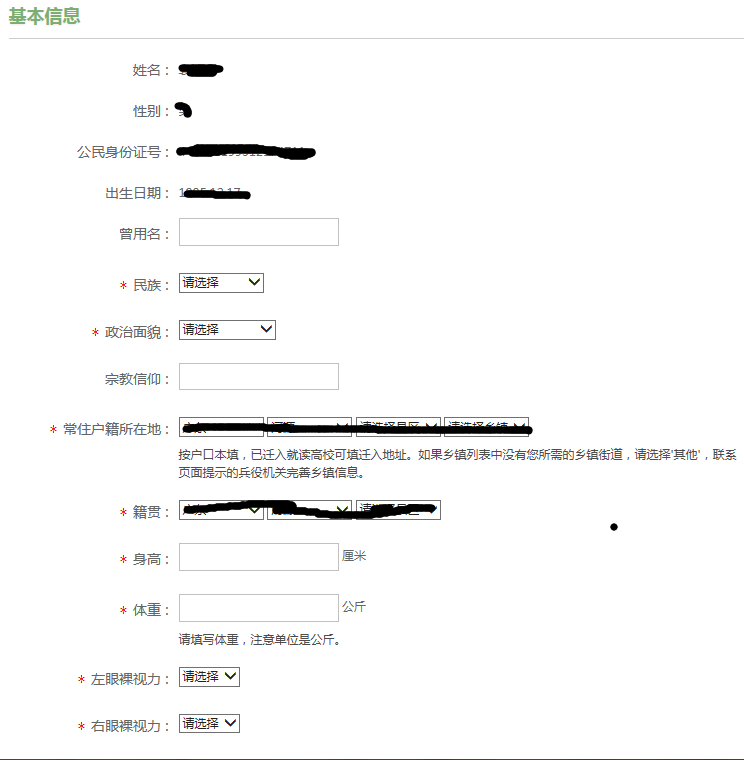 基本信息
姓名：
性别：
公民身份证号：
出生日期：
曾用名：
* 民族： 请选择
* 政治面貌： 请选择
宗教信仰：
* 常住户籍所在地：
按户口本填，已迁入就读高校可填迁入地址。如果乡镇列表中没有您所需的乡镇街道，请选择'其他'，联系
页面提示的兵役机关完善乡镇信息。
* 籍贯：
* 身高： 厘米
* 体重： 公斤
请填写体重，注意单位是公斤。
* 左眼裸视力： 请选择
* 右眼裸视力： 请选择